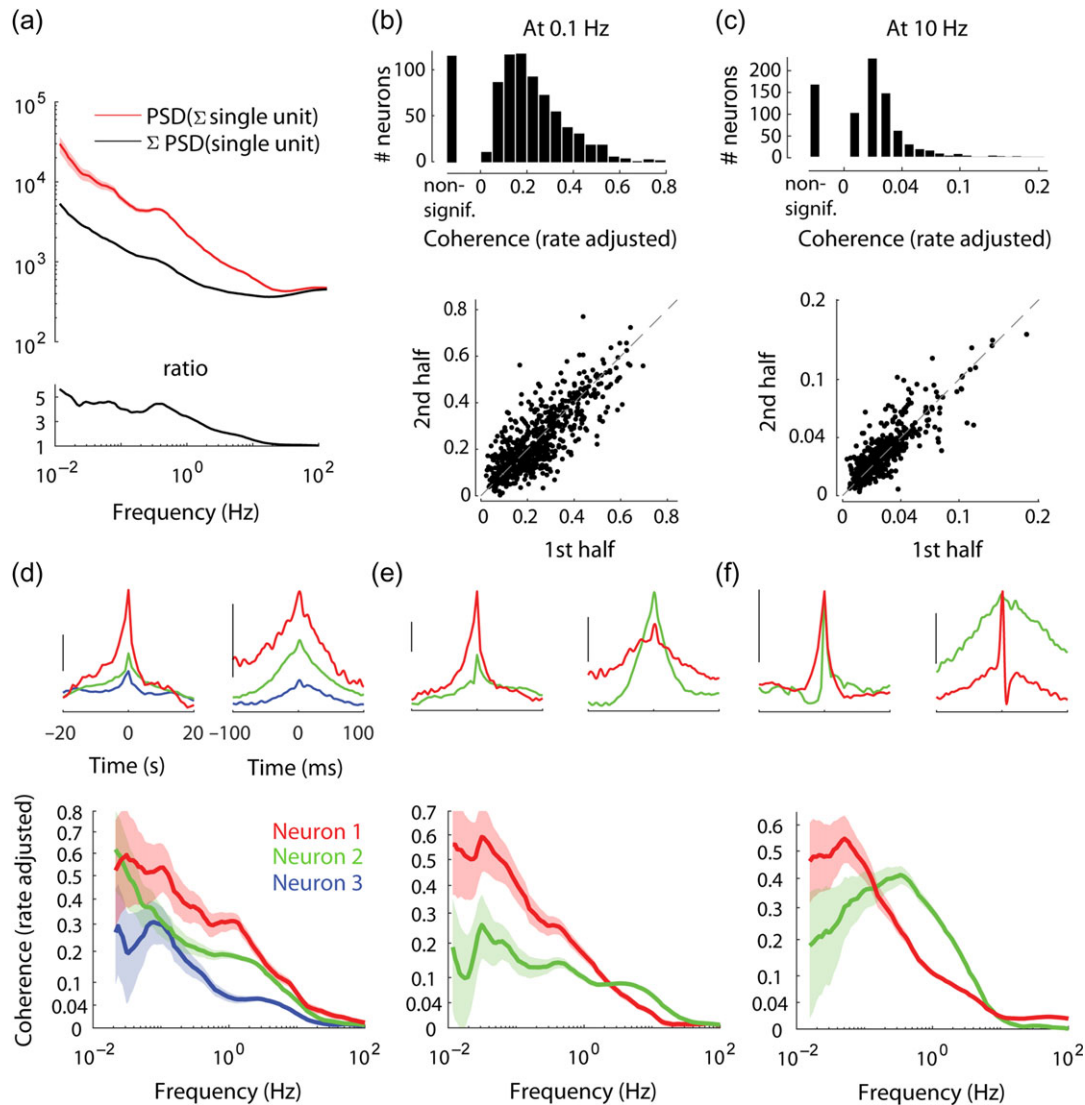 (a)
10^5
10^4
10^3
10^2
PSD(Σ single unit)
Σ PSD(single unit)
ratio
5
3
1
10^-2
10^0
10^2
Frequency (Hz)
(b)
At 0.1 Hz
# neurons
100
50
0
non-
signif.
0
0.2
0.4
0.6
0.8
Coherence (rate adjusted)
2nd half
0.8
0.6
0.4
0.2
0
0
0.2
0.4
0.6
0.8
1st half
(c)
At 10 Hz
# neurons
200
150
100
50
0
non-
signif.
0
0.04
0.1
0.2
Coherence (rate adjusted)
2nd half
0.2
0.1
0.04
0
0
0.04
0.1
0.2
1st half
(d)
-20
0
20
Time (s)
-100
0
100
Time (ms)
Coherence (rate adjusted)
0.8
0.7
0.6
0.5
0.4
0.3
0.2
0.1
0.04
0
Neuron 1
Neuron 2
Neuron 3
10^-2
10^0
10^2
Frequency (Hz)
(e)
0.7
0.6
0.5
0.4
0.3
0.2
0.1
0.04
0
10^-2
10^0
10^2
Frequency (Hz)
(f)
0.6
0.5
0.4
0.3
0.2
0.1
0.04
0
10^-2
10^0
10^2
Frequency (Hz)